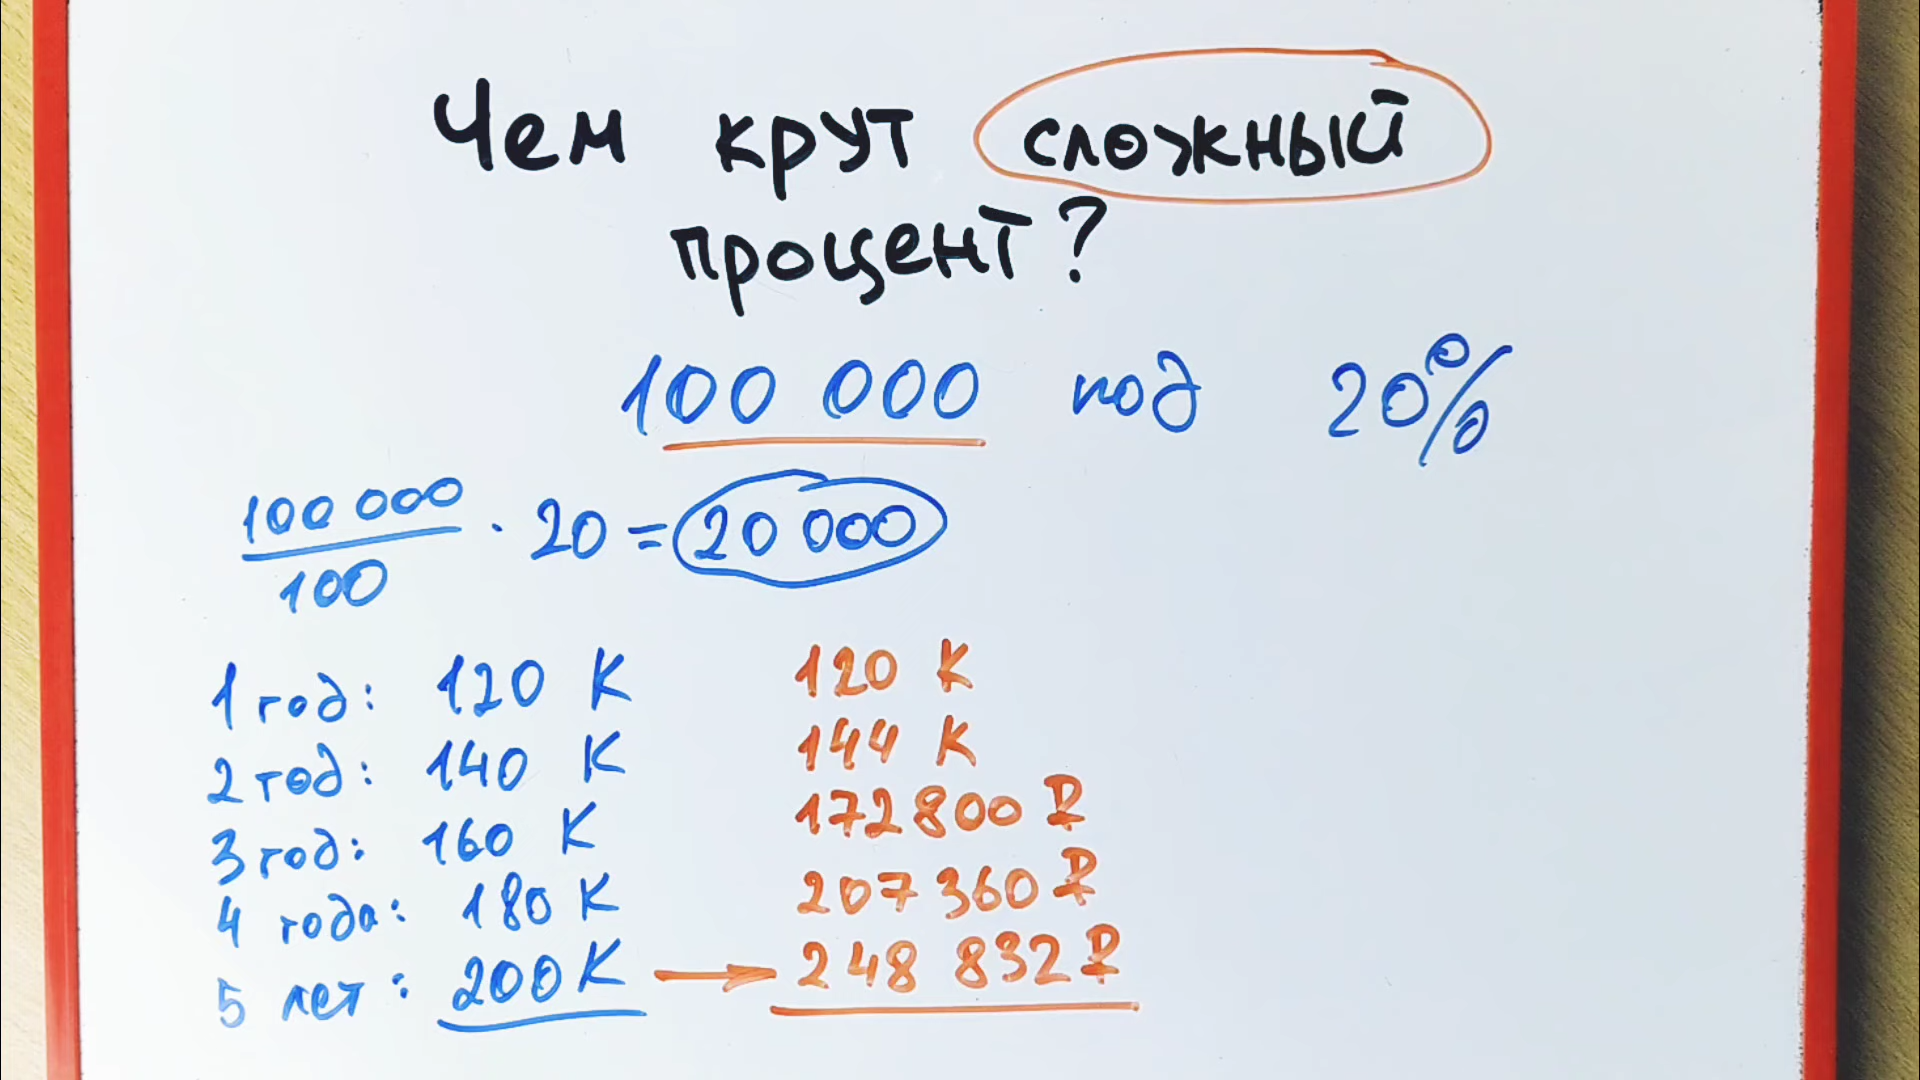 Чем крут сложный
процент?
100 000 под 20%
100 000
100
· 20 = 20 000
1 год: 120 К 120 К
2 год: 140 К 144 К
3 год: 160 К 172 800 ₽
4 года: 180 К 207 360 ₽
5 лет: 200 К → 248 832 ₽